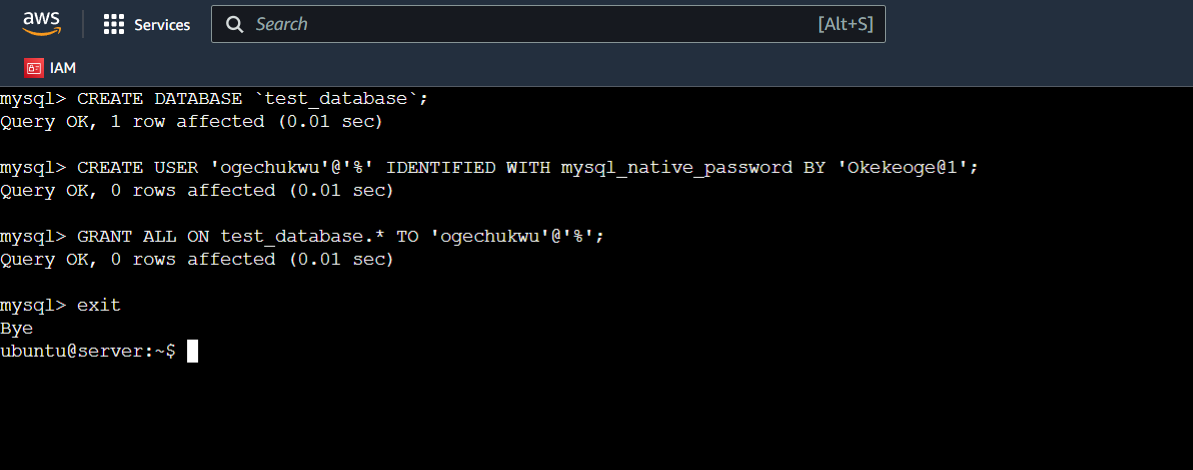 aws
Services
Search
[Alt+S]
IAM
mysql> CREATE DATABASE `test_database`;
Query OK, 1 row affected (0.01 sec)
mysql> CREATE USER 'ogechukwu'@'%' IDENTIFIED WITH mysql_native_password BY 'Okekeoge@1';
Query OK, 0 rows affected (0.01 sec)
mysql> GRANT ALL ON test_database.* TO 'ogechukwu'@'%';
Query OK, 0 rows affected (0.01 sec)
mysql> exit
Bye
ubuntu@server:~$